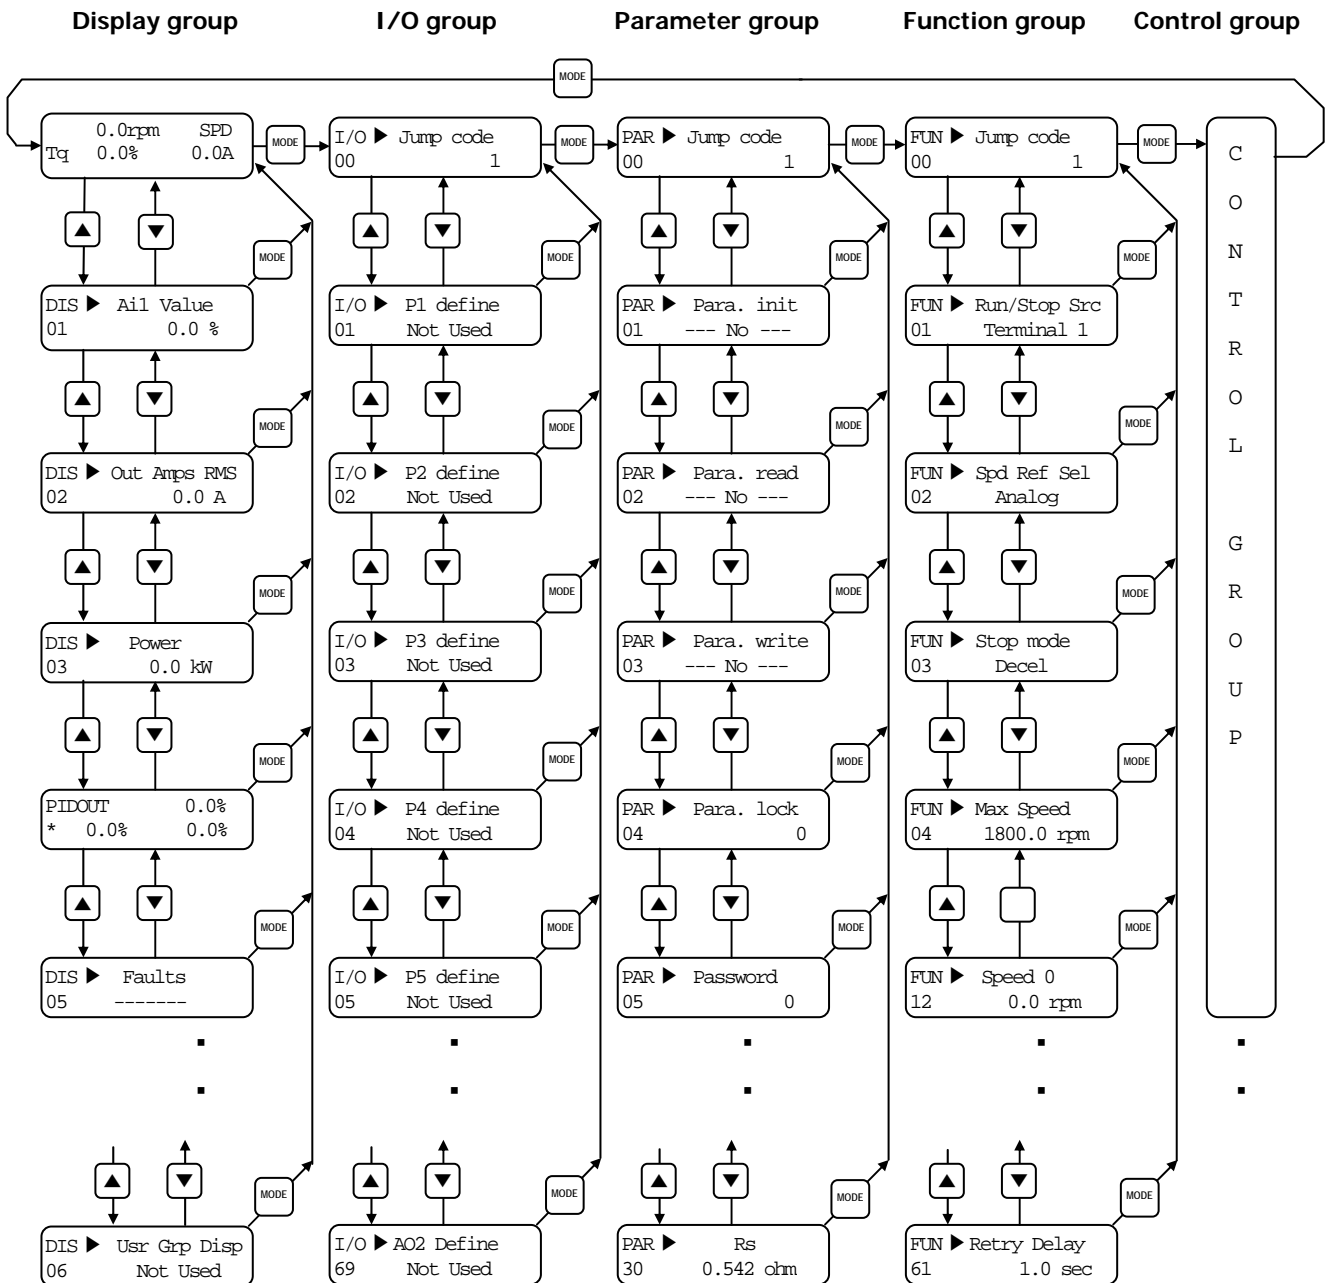 Display group I/O group Parameter group Function group Control group
MODE
0.0rpm SPD
Tq 0.0% 0.0A
MODE
I/O ▶ Jump code
00 1
MODE
PAR ▶ Jump code
00 1
MODE
FUN ▶ Jump code
00 1
MODE
▲ ▼ MODE
▲ ▼ MODE
▲ ▼ MODE
▲ ▼ MODE
DIS ▶ Ai1 Value
01 0.0 %
I/O ▶ P1 define
01 Not Used
PAR ▶ Para. init
01 --- No ---
FUN ▶ Run/Stop Src
01 Terminal 1
▲ ▼ MODE
▲ ▼ MODE
▲ ▼ MODE
▲ ▼ MODE
DIS ▶ Out Amps RMS
02 0.0 A
I/O ▶ P2 define
02 Not Used
PAR ▶ Para. read
02 --- No ---
FUN ▶ Spd Ref Sel
02 Analog
▲ ▼ MODE
▲ ▼ MODE
▲ ▼ MODE
▲ ▼ MODE
DIS ▶ Power
03 0.0 kW
I/O ▶ P3 define
03 Not Used
PAR ▶ Para. write
03 --- No ---
FUN ▶ Stop mode
03 Decel
▲ ▼ MODE
▲ ▼ MODE
▲ ▼ MODE
▲ ▼ MODE
PIDOUT 0.0%
* 0.0% 0.0%
I/O ▶ P4 define
04 Not Used
PAR ▶ Para. lock
04 0
FUN ▶ Max Speed
04 1800.0 rpm
▲ ▼ MODE
▲ ▼ MODE
▲ ▼ MODE
▲ MODE
DIS ▶ Faults
05 -------
I/O ▶ P5 define
05 Not Used
PAR ▶ Password
05 0
FUN ▶ Speed 0
12 0.0 rpm
▲ ▼ MODE
▲ ▼ MODE
▲ ▼ MODE
▲ ▼ MODE
DIS ▶ Usr Grp Disp
06 Not Used
I/O ▶ AO2 Define
69 Not Used
PAR ▶ Rs
30 0.542 ohm
FUN ▶ Retry Delay
61 1.0 sec
C
O
N
T
R
O
L
G
R
O
U
P